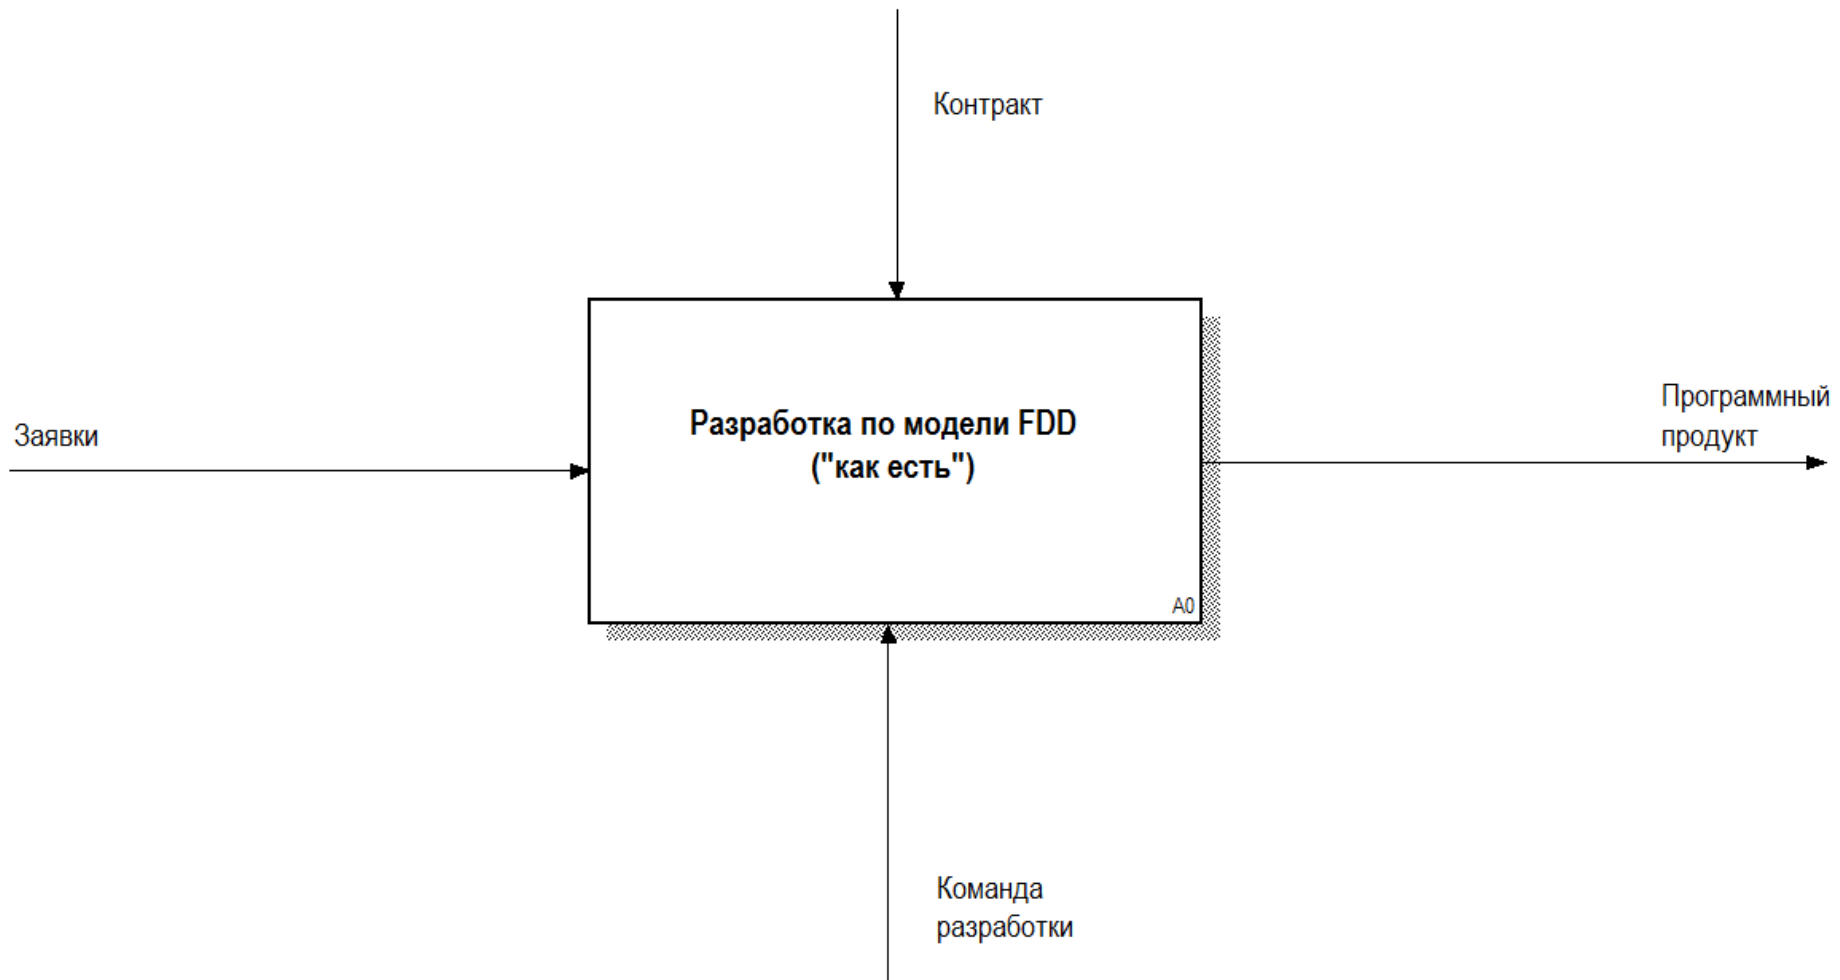 Контракт
Заявки
Разработка по модели FDD
("как есть")
Программный
продукт
A0
Команда
разработки